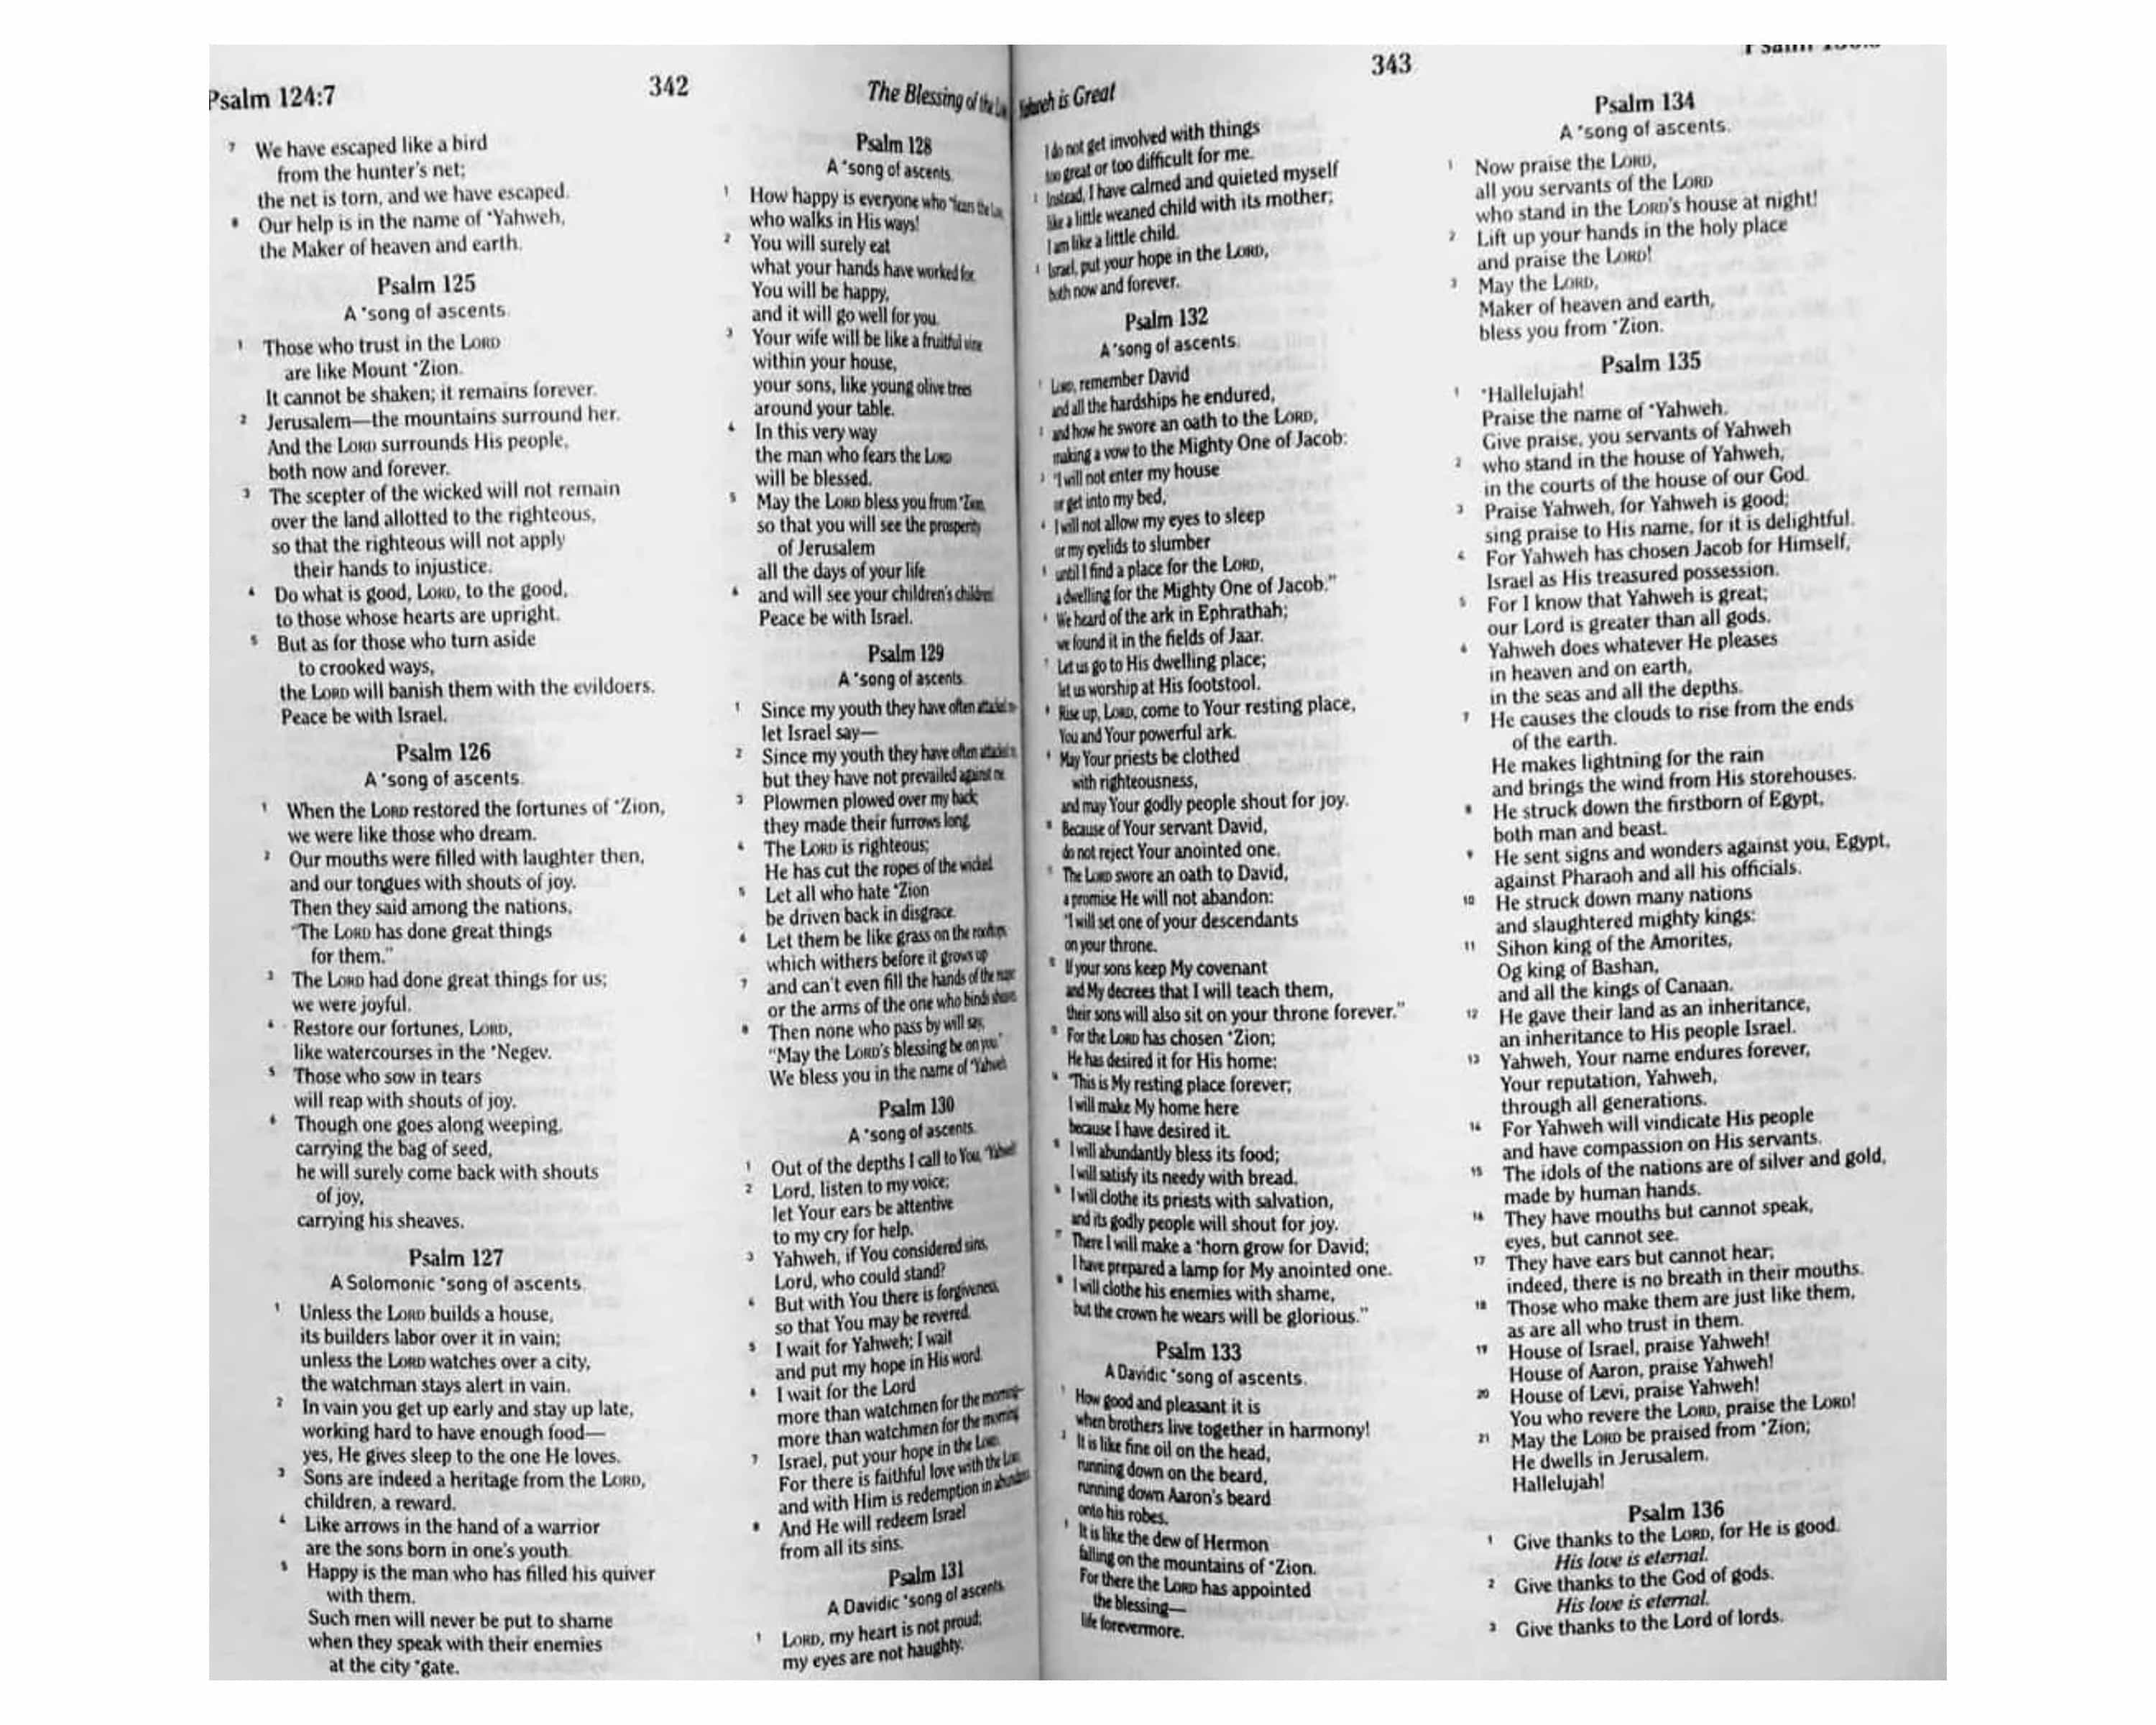 Psalm 124:7
342
The Blessing of the
7 We have escaped like a bird
from the hunter's net;
the net is torn, and we have escaped.
8 Our help is in the name of •Yahweh,
the Maker of heaven and earth.
Psalm 125
A •song of ascents.
1 Those who trust in the LORD
are like Mount •Zion.
It cannot be shaken; it remains forever.
2 Jerusalem—the mountains surround her.
And the LORD surrounds His people,
both now and forever.
3 The scepter of the wicked will not remain
over the land allotted to the righteous,
so that the righteous will not apply
their hands to injustice.
4 Do what is good, LORD, to the good,
to those whose hearts are upright.
5 But as for those who turn aside
to crooked ways,
the LORD will banish them with the evildoers.
Peace be with Israel.
Psalm 126
A •song of ascents.
1 When the LORD restored the fortunes of •Zion,
we were like those who dream.
2 Our mouths were filled with laughter then,
and our tongues with shouts of joy.
Then they said among the nations,
"The LORD has done great things
for them."
3 The LORD had done great things for us;
we were joyful.
4 Restore our fortunes, LORD,
like watercourses in the •Negev.
5 Those who sow in tears
will reap with shouts of joy.
6 Though one goes along weeping,
carrying the bag of seed,
he will surely come back with shouts
of joy,
carrying his sheaves.
Psalm 127
A Solomonic •song of ascents.
1 Unless the LORD builds a house,
its builders labor over it in vain;
unless the LORD watches over a city,
the watchman stays alert in vain.
2 In vain you get up early and stay up late,
working hard to have enough food—
yes, He gives sleep to the one He loves.
3 Sons are indeed a heritage from the LORD,
children, a reward.
4 Like arrows in the hand of a warrior
are the sons born in one's youth.
5 Happy is the man who has filled his quiver
with them.
Such men will never be put to shame
when they speak with their enemies
at the city •gate.
Psalm 128
A •song of ascents.
1 How happy is everyone who •fears the
who walks in His ways!
2 You will surely eat
what your hands have worked for.
You will be happy,
and it will go well for you.
3 Your wife will be like a fruitful vine
within your house,
your sons, like young olive trees
around your table.
4 In this very way
the man who fears the LORD
will be blessed.
5 May the LORD bless you from •Zion,
so that you will see the prosperity
of Jerusalem
all the days of your life
6 and will see your children's children!
Peace be with Israel.
Psalm 129
A •song of ascents.
1 Since my youth they have often attacked
let Israel say—
2 Since my youth they have often attacked
but they have not prevailed against me.
3 Plowmen plowed over my back;
they made their furrows long.
4 The LORD is righteous;
He has cut the ropes of the wicked.
5 Let all who hate •Zion
be driven back in disgrace.
6 Let them be like grass on the rooftops,
which withers before it grows up
7 and can't even fill the hands of the
or the arms of the one who binds
8 Then none who pass by will say,
"May the LORD's blessing be on you."
We bless you in the name of •Yahweh.
Psalm 130
A •song of ascents.
1 Out of the depths I call to You, •Yahweh!
2 Lord, listen to my voice;
let Your ears be attentive
to my cry for help.
3 Yahweh, if You considered sins,
Lord, who could stand?
4 But with You there is forgiveness,
so that You may be revered.
5 I wait for Yahweh; I wait
and put my hope in His word.
6 I wait for the Lord
more than watchmen for the morning—
more than watchmen for the morning.
7 Israel, put your hope in the LORD.
For there is faithful love with the LORD,
and with Him is redemption in
8 And He will redeem Israel
from all its sins.
Psalm 131
A Davidic •song of ascents.
1 LORD, my heart is not proud;
my eyes are not haughty.
is Great
343
I do not get involved with things
too great or too difficult for me.
2 Instead, I have calmed and quieted myself
like a little weaned child with its mother;
I am like a little child.
3 Israel, put your hope in the LORD,
both now and forever.
Psalm 132
A •song of ascents.
1 LORD, remember David
and all the hardships he endured,
2 and how he swore an oath to the LORD,
making a vow to the Mighty One of Jacob:
3 "I will not enter my house
or get into my bed,
4 I will not allow my eyes to sleep
or my eyelids to slumber
5 until I find a place for the LORD,
a dwelling for the Mighty One of Jacob."
6 We heard of the ark in Ephrathah;
we found it in the fields of Jaar.
7 Let us go to His dwelling place;
let us worship at His footstool.
8 Rise up, LORD, come to Your resting place,
You and Your powerful ark.
9 May Your priests be clothed
with righteousness,
and may Your godly people shout for joy.
10 Because of Your servant David,
do not reject Your anointed one.
11 The LORD swore an oath to David,
a promise He will not abandon:
"I will set one of your descendants
on your throne.
12 If your sons keep My covenant
and My decrees that I will teach them,
their sons will also sit on your throne forever."
13 For the LORD has chosen •Zion;
He has desired it for His home:
14 "This is My resting place forever;
I will make My home here
because I have desired it.
15 I will abundantly bless its food;
I will satisfy its needy with bread.
16 I will clothe its priests with salvation,
and its godly people will shout for joy.
17 There I will make a •horn grow for David;
I have prepared a lamp for My anointed one.
18 I will clothe his enemies with shame,
but the crown he wears will be glorious."
Psalm 133
A Davidic •song of ascents.
1 How good and pleasant it is
when brothers live together in harmony!
2 It is like fine oil on the head,
running down on the beard,
running down Aaron's beard
onto his robes.
3 It is like the dew of Hermon
falling on the mountains of •Zion.
For there the LORD has appointed
the blessing—
life forevermore.
Psalm 134
A •song of ascents.
1 Now praise the LORD,
all you servants of the LORD
who stand in the LORD's house at night!
2 Lift up your hands in the holy place
and praise the LORD!
3 May the LORD,
Maker of heaven and earth,
bless you from •Zion.
Psalm 135
1 •Hallelujah!
Praise the name of •Yahweh.
Give praise, you servants of Yahweh
2 who stand in the house of Yahweh,
in the courts of the house of our God.
3 Praise Yahweh, for Yahweh is good;
sing praise to His name, for it is delightful.
4 For Yahweh has chosen Jacob for Himself,
Israel as His treasured possession.
5 For I know that Yahweh is great;
our Lord is greater than all gods.
6 Yahweh does whatever He pleases
in heaven and on earth,
in the seas and all the depths.
7 He causes the clouds to rise from the ends
of the earth.
He makes lightning for the rain
and brings the wind from His storehouses.
8 He struck down the firstborn of Egypt,
both man and beast.
9 He sent signs and wonders against you, Egypt,
against Pharaoh and all his officials.
10 He struck down many nations
and slaughtered mighty kings:
11 Sihon king of the Amorites,
Og king of Bashan,
and all the kings of Canaan.
12 He gave their land as an inheritance,
an inheritance to His people Israel.
13 Yahweh, Your name endures forever,
Your reputation, Yahweh,
through all generations.
14 For Yahweh will vindicate His people
and have compassion on His servants.
15 The idols of the nations are of silver and gold,
made by human hands.
16 They have mouths but cannot speak,
eyes, but cannot see.
17 They have ears but cannot hear;
indeed, there is no breath in their mouths.
18 Those who make them are just like them,
as are all who trust in them.
19 House of Israel, praise Yahweh!
House of Aaron, praise Yahweh!
20 House of Levi, praise Yahweh!
You who revere the LORD, praise the LORD!
21 May the LORD be praised from •Zion;
He dwells in Jerusalem.
Hallelujah!
Psalm 136
1 Give thanks to the LORD, for He is good.
His love is eternal.
2 Give thanks to the God of gods.
His love is eternal.
3 Give thanks to the Lord of lords.